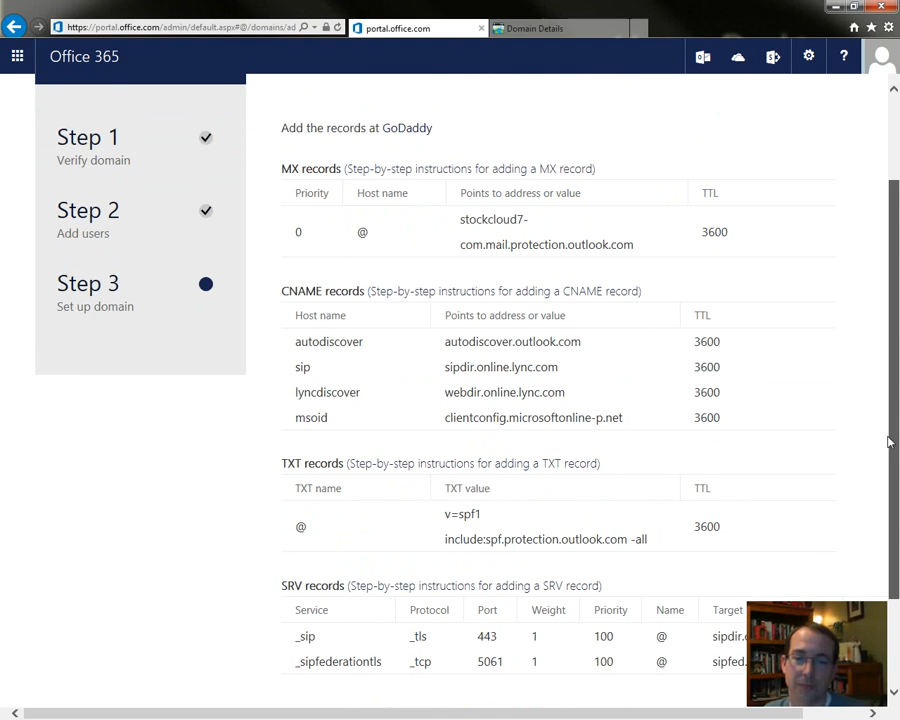 https://portal.office.com/admin/default.aspx#@/domains/ad
portal.office.com
Domain Details
Office 365
?
Step 1
Verify domain
Step 2
Add users
Step 3
Set up domain
Add the records at GoDaddy
MX records (Step-by-step instructions for adding a MX record)
Priority Host name Points to address or value TTL
0 @ stockcloud7-
com.mail.protection.outlook.com 3600
CNAME records (Step-by-step instructions for adding a CNAME record)
Host name Points to address or value TTL
autodiscover autodiscover.outlook.com 3600
sip sipdir.online.lync.com 3600
lyncdiscover webdir.online.lync.com 3600
msoid clientconfig.microsoftonline-p.net 3600
TXT records (Step-by-step instructions for adding a TXT record)
TXT name TXT value TTL
@ v=spf1
include:spf.protection.outlook.com -all 3600
SRV records (Step-by-step instructions for adding a SRV record)
Service Protocol Port Weight Priority Name Target
_sip _tls 443 1 100 @ sipdir.
_sipfederationtls _tcp 5061 1 100 @ sipfed.